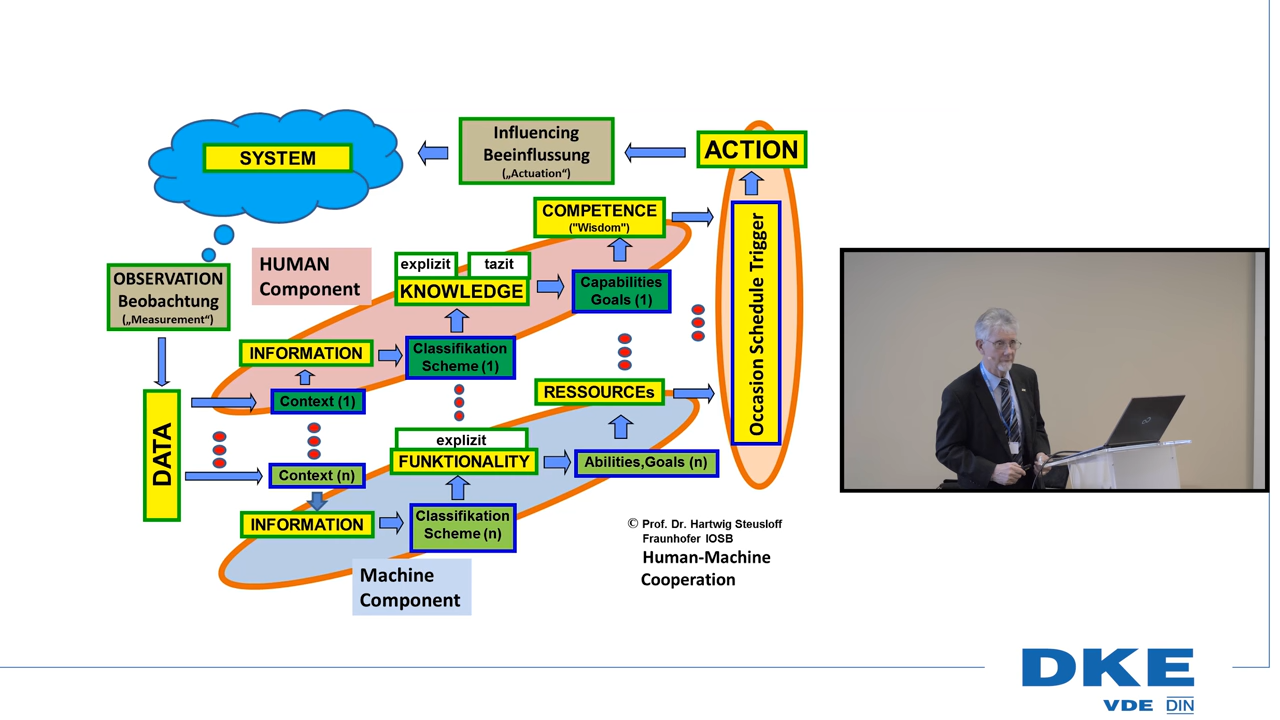 SYSTEM
Influencing
Beeinflussung
(„Actuation“)
ACTION
OBSERVATION
Beobachtung
(„Measurement“)
HUMAN
Component
explizit
tazit
KNOWLEDGE
COMPETENCE
("Wisdom")
Capabilities
Goals (1)
Occasion Schedule Trigger
INFORMATION
Classifikation
Scheme (1)
Context (1)
DATA
RESSOURCEs
explizit
FUNKTIONALITY
Abilities,Goals (n)
Context (n)
INFORMATION
Classifikation
Scheme (n)
Machine
Component
© Prof. Dr. Hartwig Steusloff
Fraunhofer IOSB
Human-Machine
Cooperation
DKE
VDE DIN